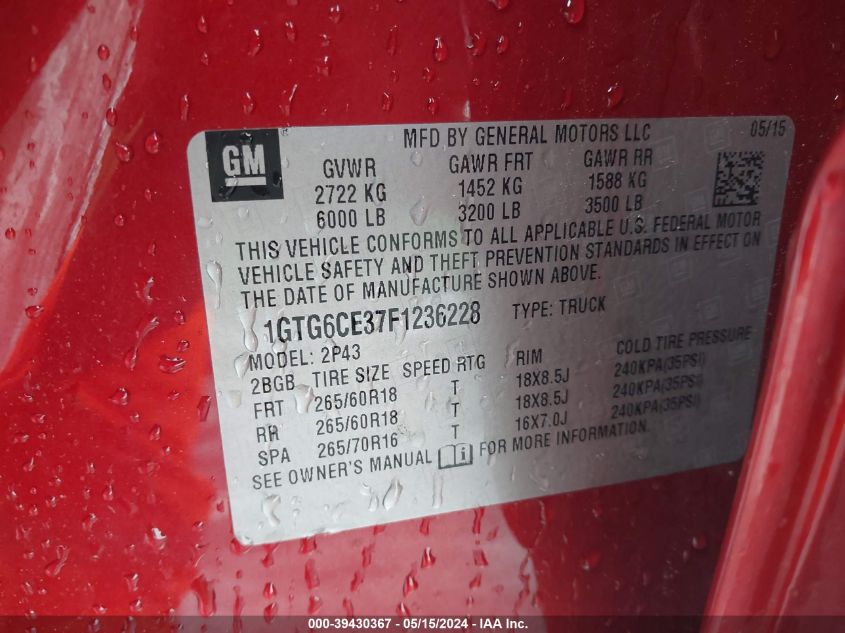 GM
MFD BY GENERAL MOTORS LLC 05/15
GVWR GAWR FRT GAWR RR
2722 KG 1452 KG 1588 KG
6000 LB 3200 LB 3500 LB
THIS VEHICLE CONFORMS TO ALL APPLICABLE U.S. FEDERAL MOTOR
VEHICLE SAFETY AND THEFT PREVENTION STANDARDS IN EFFECT ON
THE DATE OF MANUFACTURE SHOWN ABOVE.
1GTG6CE37F1236228 TYPE: TRUCK
MODEL: 2P43
2BGB TIRE SIZE SPEED RTG RIM COLD TIRE PRESSURE
FRT 265/60R18 T 18X8.5J 240KPA(35PSI)
RR 265/60R18 T 18X8.5J 240KPA(35PSI)
SPA 265/70R16 T 16X7.0J 240KPA(35PSI)
SEE OWNER'S MANUAL FOR MORE INFORMATION.
000-39430367 - 05/15/2024 - IAA Inc.